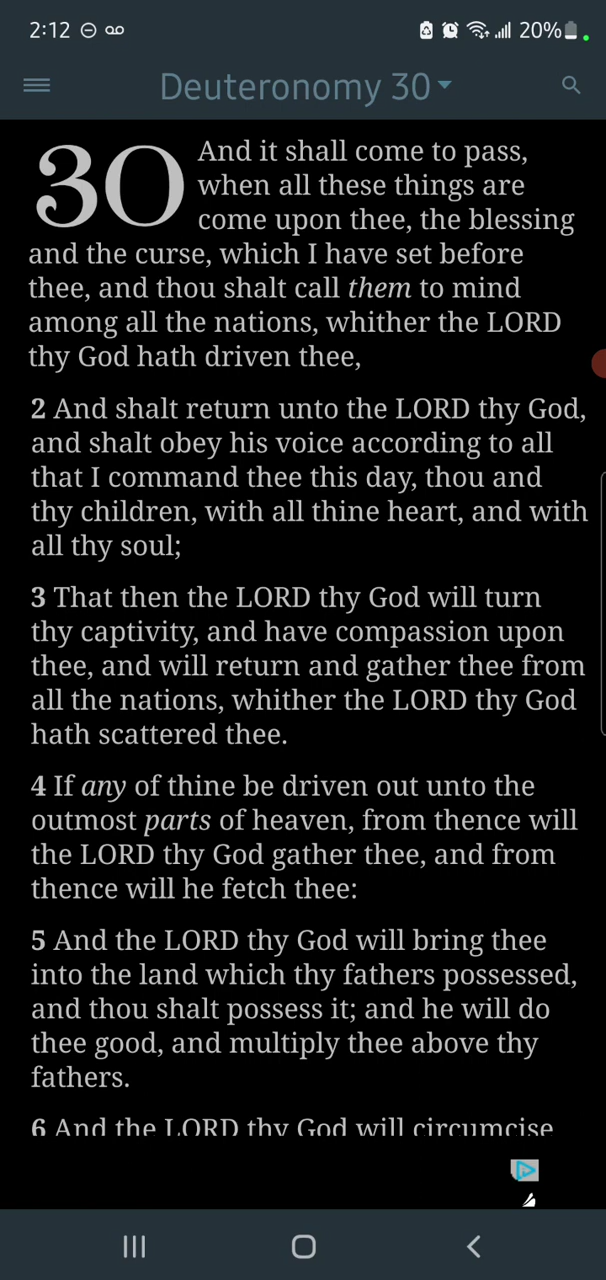 2:12 20%
Deuteronomy 30
30 And it shall come to pass,
when all these things are
come upon thee, the blessing
and the curse, which I have set before
thee, and thou shalt call them to mind
among all the nations, whither the LORD
thy God hath driven thee,
2 And shalt return unto the LORD thy God,
and shalt obey his voice according to all
that I command thee this day, thou and
thy children, with all thine heart, and with
all thy soul;
3 That then the LORD thy God will turn
thy captivity, and have compassion upon
thee, and will return and gather thee from
all the nations, whither the LORD thy God
hath scattered thee.
4 If any of thine be driven out unto the
outmost parts of heaven, from thence will
the LORD thy God gather thee, and from
thence will he fetch thee:
5 And the LORD thy God will bring thee
into the land which thy fathers possessed,
and thou shalt possess it; and he will do
thee good, and multiply thee above thy
fathers.
6 And the LORD thy God will circumcise